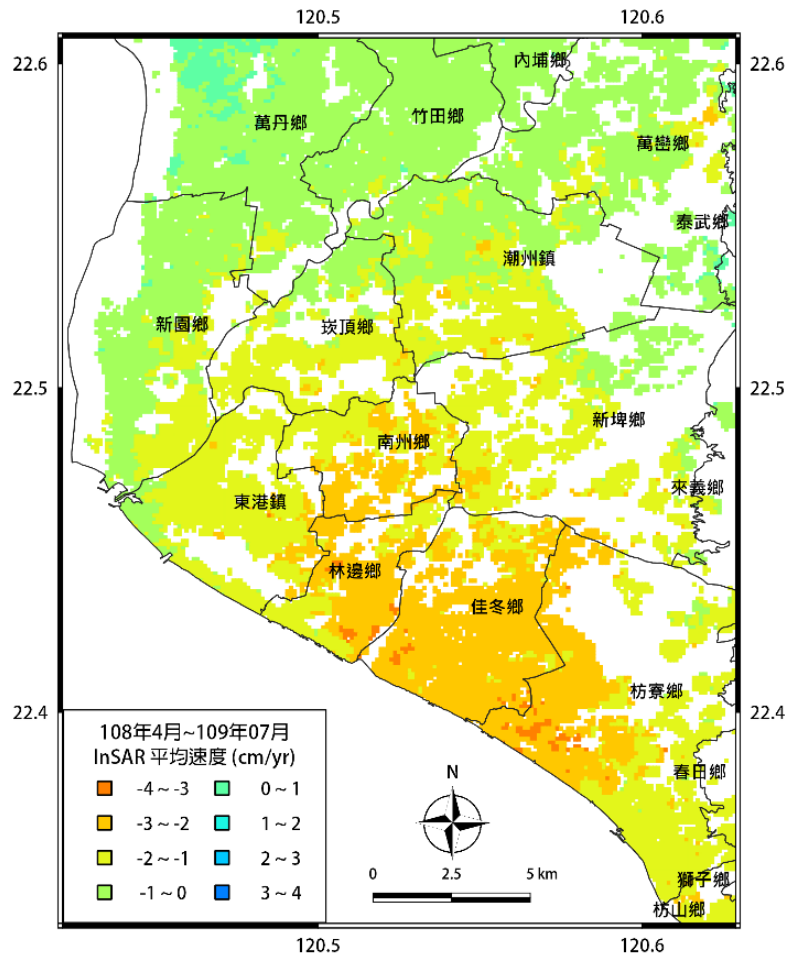 120.5 120.6
22.6 內埔鄉 22.6
萬丹鄉 竹田鄉
萬巒鄉
泰武鄉
潮州鎮
新園鄉 崁頂鄉
22.5 22.5
新埤鄉
南州鄉
來義鄉
東港鎮
林邊鄉
佳冬鄉
枋寮鄉
22.4 22.4
108年4月~109年07月
InSAR 平均速度 (cm/yr)
-4 ~ -3 0 ~ 1
-3 ~ -2 1 ~ 2
-2 ~ -1 2 ~ 3
-1 ~ 0 3 ~ 4
N
0 2.5 5 km
春日鄉
獅子鄉
枋山鄉
120.5 120.6